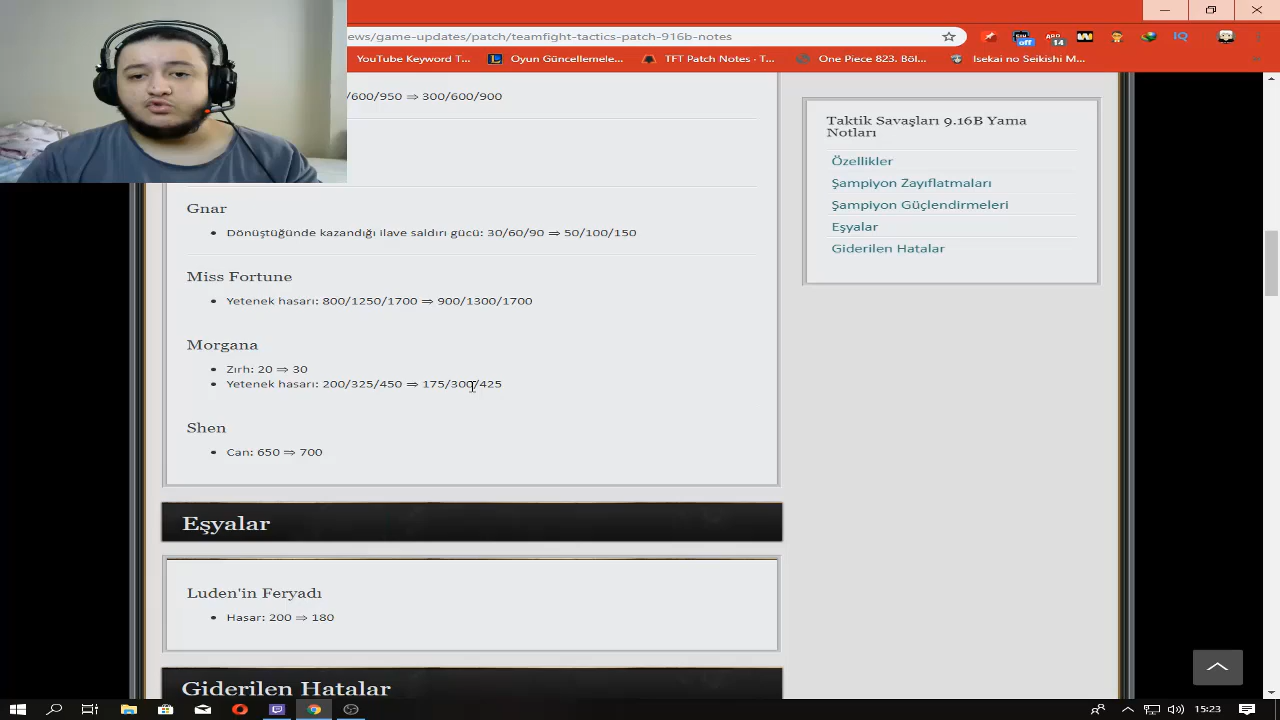 ews/game-updates/patch/teamfight-tactics-patch-916b-notes
YouTube Keyword T...
Oyun Güncellemele...
TFT Patch Notes - T...
One Piece 823. Böl...
Isekai no Seikishi M...
off
14
IQ
/600/950 ⇒ 300/600/900
Gnar
Dönüştüğünde kazandığı ilave saldırı gücü: 30/60/90 ⇒ 50/100/150
Miss Fortune
Yetenek hasarı: 800/1250/1700 ⇒ 900/1300/1700
Morgana
Zırh: 20 ⇒ 30
Yetenek hasarı: 200/325/450 ⇒ 175/300/425
Shen
Can: 650 ⇒ 700
Eşyalar
Luden'in Feryadı
Hasar: 200 ⇒ 180
Giderilen Hatalar
Taktik Savaşları 9.16B Yama
Notları
Özellikler
Şampiyon Zayıflatmaları
Şampiyon Güçlendirmeleri
Eşyalar
Giderilen Hatalar
15:23